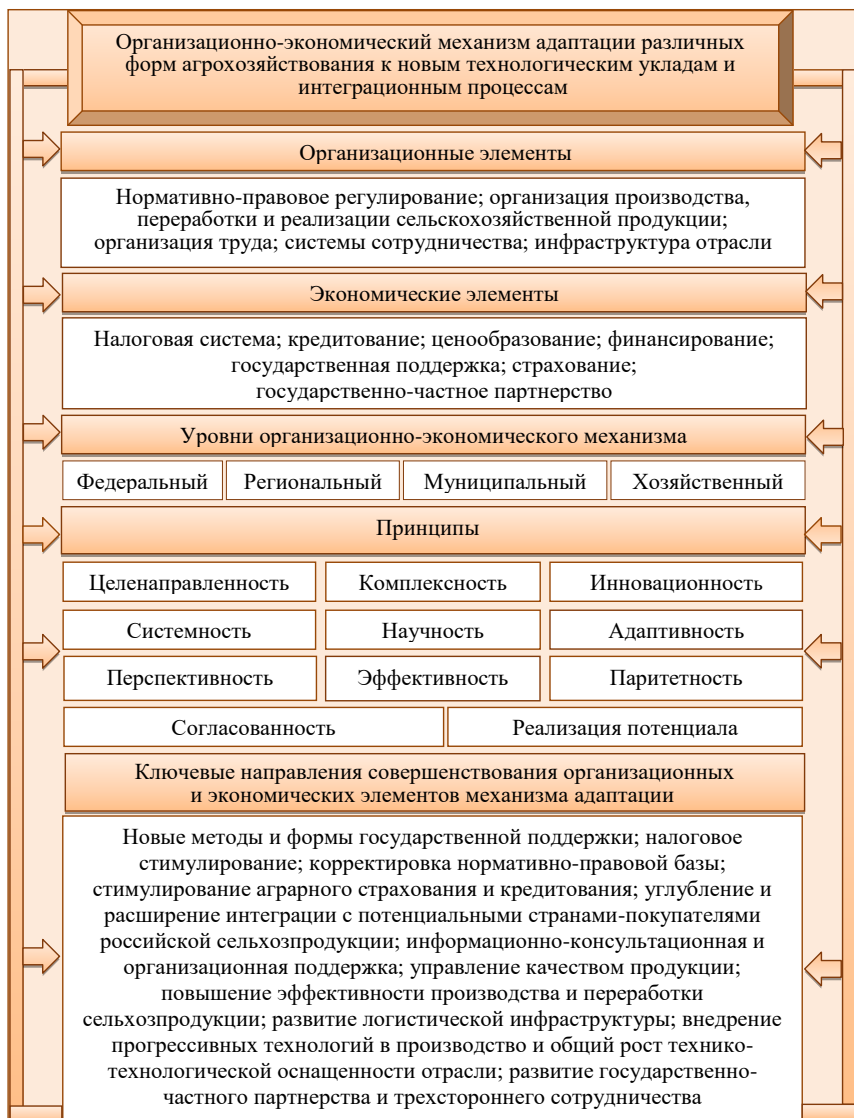 Организационно-экономический механизм адаптации различных
форм агрохозяйствования к новым технологическим укладам и
интеграционным процессам
Организационные элементы
Нормативно-правовое регулирование; организация производства,
переработки и реализации сельскохозяйственной продукции;
организация труда; системы сотрудничества; инфраструктура отрасли
Экономические элементы
Налоговая система; кредитование; ценообразование; финансирование;
государственная поддержка; страхование;
государственно-частное партнерство
Уровни организационно-экономического механизма
Федеральный Региональный Муниципальный Хозяйственный
Принципы
Целенаправленность Комплексность Инновационность
Системность Научность Адаптивность
Перспективность Эффективность Паритетность
Согласованность Реализация потенциала
Ключевые направления совершенствования организационных
и экономических элементов механизма адаптации
Новые методы и формы государственной поддержки; налоговое
стимулирование; корректировка нормативно-правовой базы;
стимулирование аграрного страхования и кредитования; углубление и
расширение интеграции с потенциальными странами-покупателями
российской сельхозпродукции; информационно-консультационная и
организационная поддержка; управление качеством продукции;
повышение эффективности производства и переработки
сельхозпродукции; развитие логистической инфраструктуры; внедрение
прогрессивных технологий в производство и общий рост технико-
технологической оснащенности отрасли; развитие государственно-
частного партнерства и трехстороннего сотрудничества